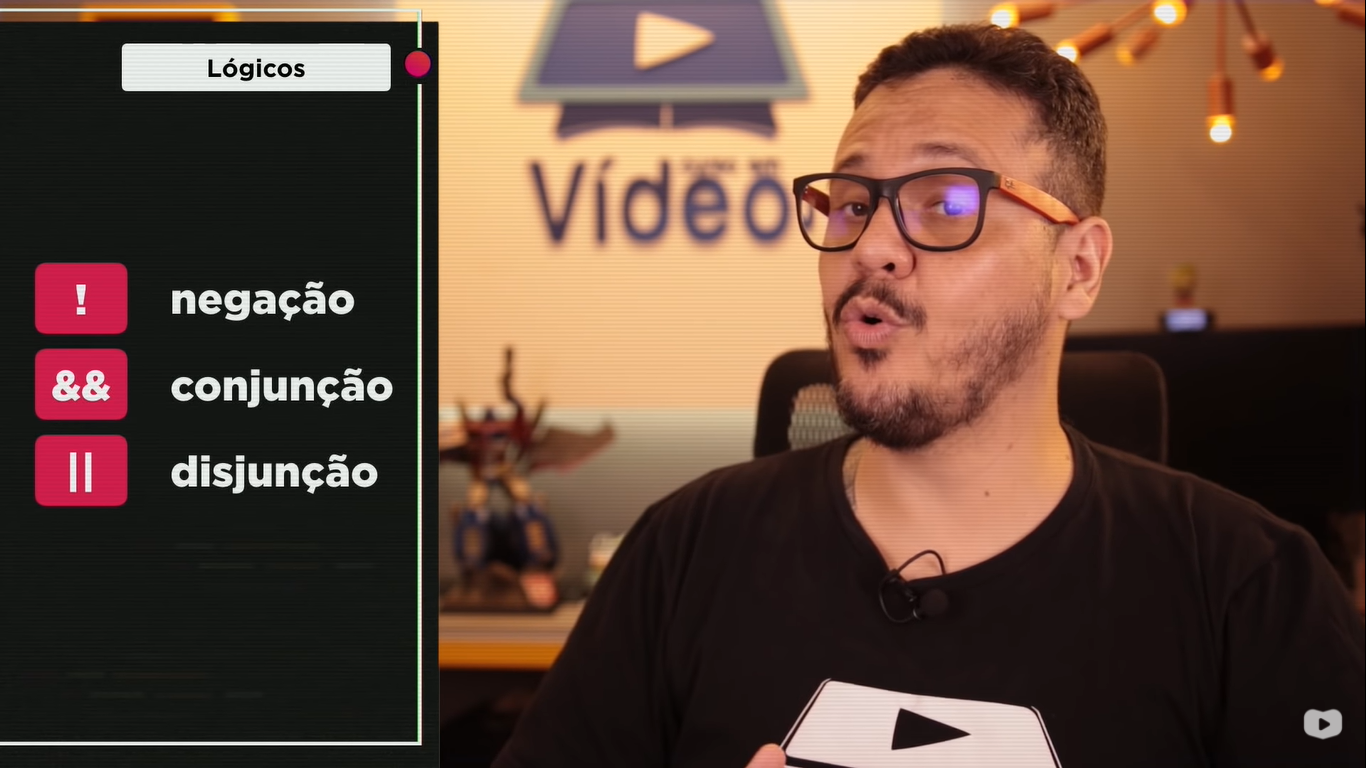 Lógicos
! negação
&& conjunção
|| disjunção
Vídeo